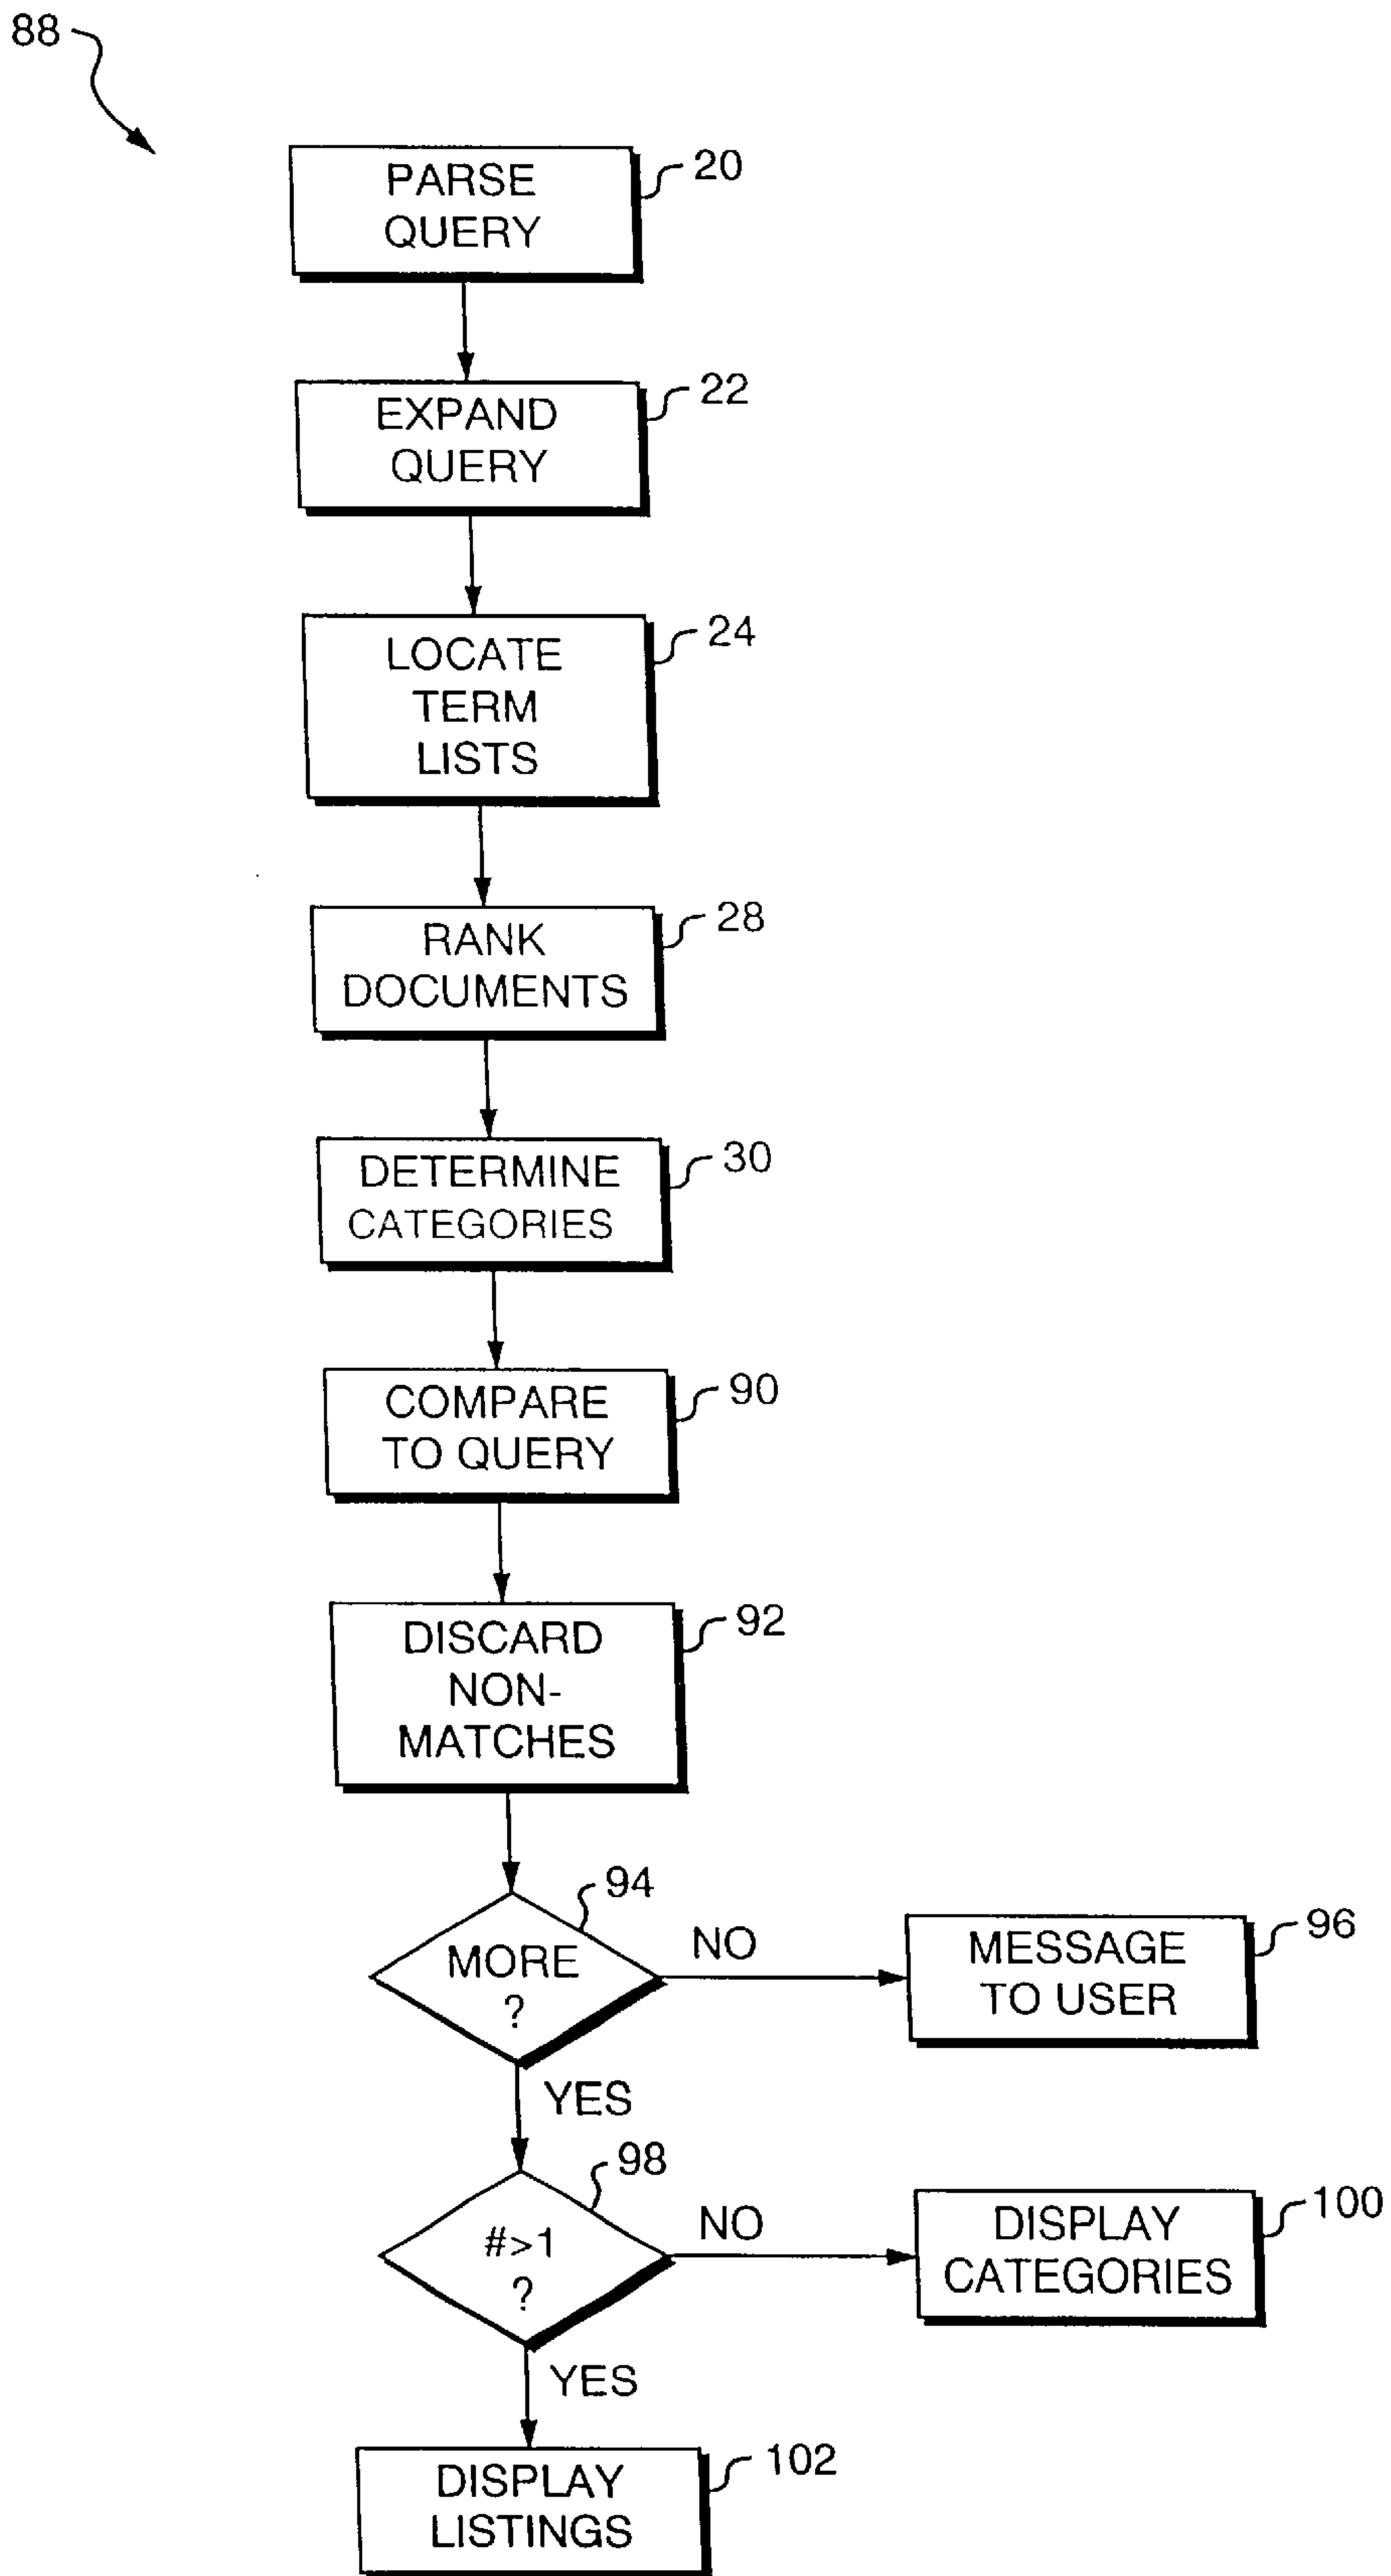 88
PARSE
QUERY
20
EXPAND
QUERY
22
LOCATE
TERM
LISTS
24
RANK
DOCUMENTS
28
DETERMINE
CATEGORIES
30
COMPARE
TO QUERY
90
DISCARD
NON-
MATCHES
92
MORE
?
94
NO
MESSAGE
TO USER
96
YES
#>1
?
98
NO
DISPLAY
CATEGORIES
100
YES
DISPLAY
LISTINGS
102